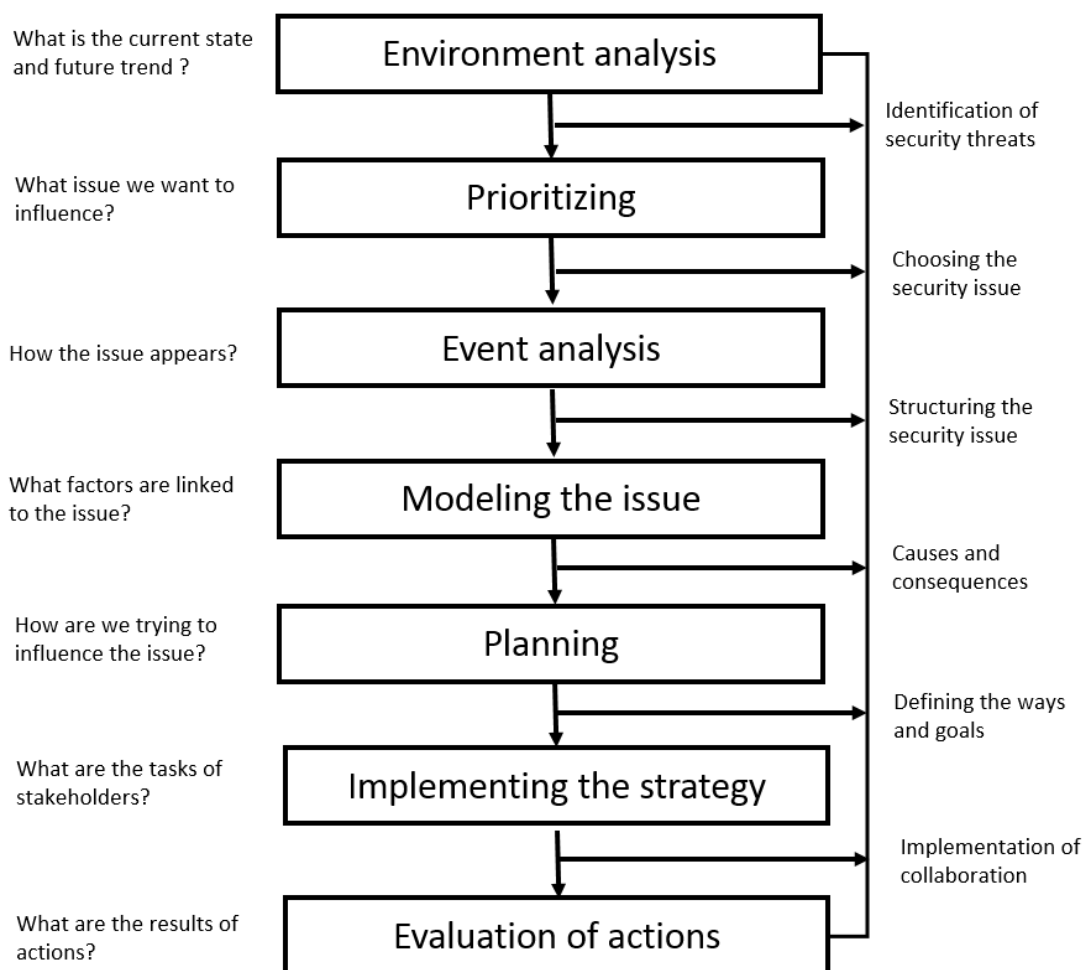 What is the current state
and future trend ?
Environment analysis
Identification of
security threats
What issue we want to
influence?
Prioritizing
Choosing the
security issue
How the issue appears?
Event analysis
Structuring the
security issue
What factors are linked
to the issue?
Modeling the issue
Causes and
consequences
How are we trying to
influence the issue?
Planning
Defining the ways
and goals
What are the tasks of
stakeholders?
Implementing the strategy
Implementation of
collaboration
What are the results of
actions?
Evaluation of actions